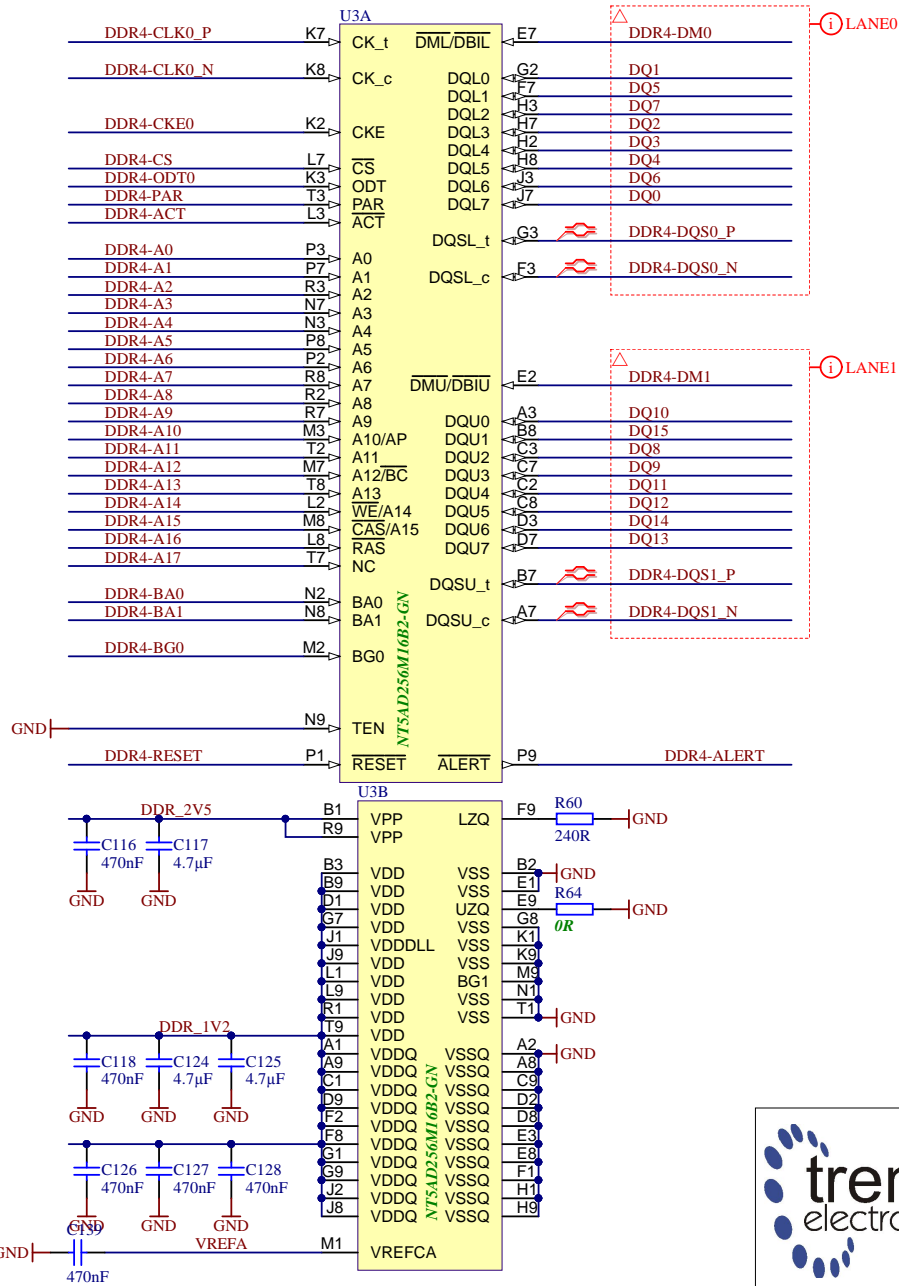 U3A
DDR4-CLK0_P K7 CK_t DML/DBIL E7 DDR4-DM0 LANE0
DDR4-CLK0_N K8 CK_c DQL0 G2 DQ1
DQL1 F7 DQ5
DQL2 H3 DQ7
DDR4-CKE0 K2 CKE DQL3 H7 DQ2
DQL4 H2 DQ3
DDR4-CS L7 CS DQL5 H8 DQ4
DDR4-ODT0 K3 ODT DQL6 J3 DQ6
DDR4-PAR T3 PAR DQL7 J7 DQ0
DDR4-ACT L3 ACT
DQSL_t G3 DDR4-DQS0_P
DDR4-A0 P3 A0
DDR4-A1 P7 A1 DQSL_c F3 DDR4-DQS0_N
DDR4-A2 R3 A2
DDR4-A3 N7 A3
DDR4-A4 N3 A4
DDR4-A5 P8 A5
DDR4-A6 P2 A6
DDR4-A7 R8 A7 DMU/DBIU E2 DDR4-DM1 LANE1
DDR4-A8 R2 A8
DDR4-A9 R7 A9 DQU0 A3 DQ10
DDR4-A10 M3 A10/AP DQU1 B8 DQ15
DDR4-A11 T2 A11 DQU2 C3 DQ8
DDR4-A12 M7 A12/BC DQU3 C7 DQ9
DDR4-A13 T8 A13 DQU4 C2 DQ11
DDR4-A14 L2 WE/A14 DQU5 C8 DQ12
DDR4-A15 M8 CAS/A15 DQU6 D3 DQ14
DDR4-A16 L8 RAS DQU7 D7 DQ13
DDR4-A17 T7 NC
DQSU_t B7 DDR4-DQS1_P
DDR4-BA0 N2 BA0
DDR4-BA1 N8 BA1 DQSU_c A7 DDR4-DQS1_N
DDR4-BG0 M2 BG0
NT5AD256M16B2-GN
GND N9 TEN
DDR4-RESET P1 RESET ALERT P9 DDR4-ALERT
U3B
DDR_2V5 B1 VPP LZQ F9 R60 240R GND
R9 VPP
C116 470nF GND
C117 4.7µF GND
B3 VDD VSS B2 GND
B9 VDD VSS E1
D1 VDD UZQ E9 R64 0R GND
G7 VDD VSS G8
J1 VDDDLL VSS K1
J9 VDD VSS K9
L1 VDD BG1 M9
L9 VDD VSS N1
R1 VDD VSS T1 GND
DDR_1V2 T9 VDD
A1 VDDQ VSSQ A2 GND
A9 VDDQ VSSQ A8
C1 VDDQ VSSQ C9
D9 VDDQ VSSQ D2
F2 VDDQ VSSQ D8
F8 VDDQ VSSQ E3
G1 VDDQ VSSQ E8
G9 VDDQ VSSQ F1
J2 VDDQ VSSQ H1
J8 VDDQ VSSQ H9
C118 470nF GND
C124 4.7µF GND
C125 4.7µF GND
C126 470nF GND
C127 470nF GND
C128 470nF GND
NT5AD256M16B2-GN
GND C139 470nF VREFA M1 VREFCA
tren
electro